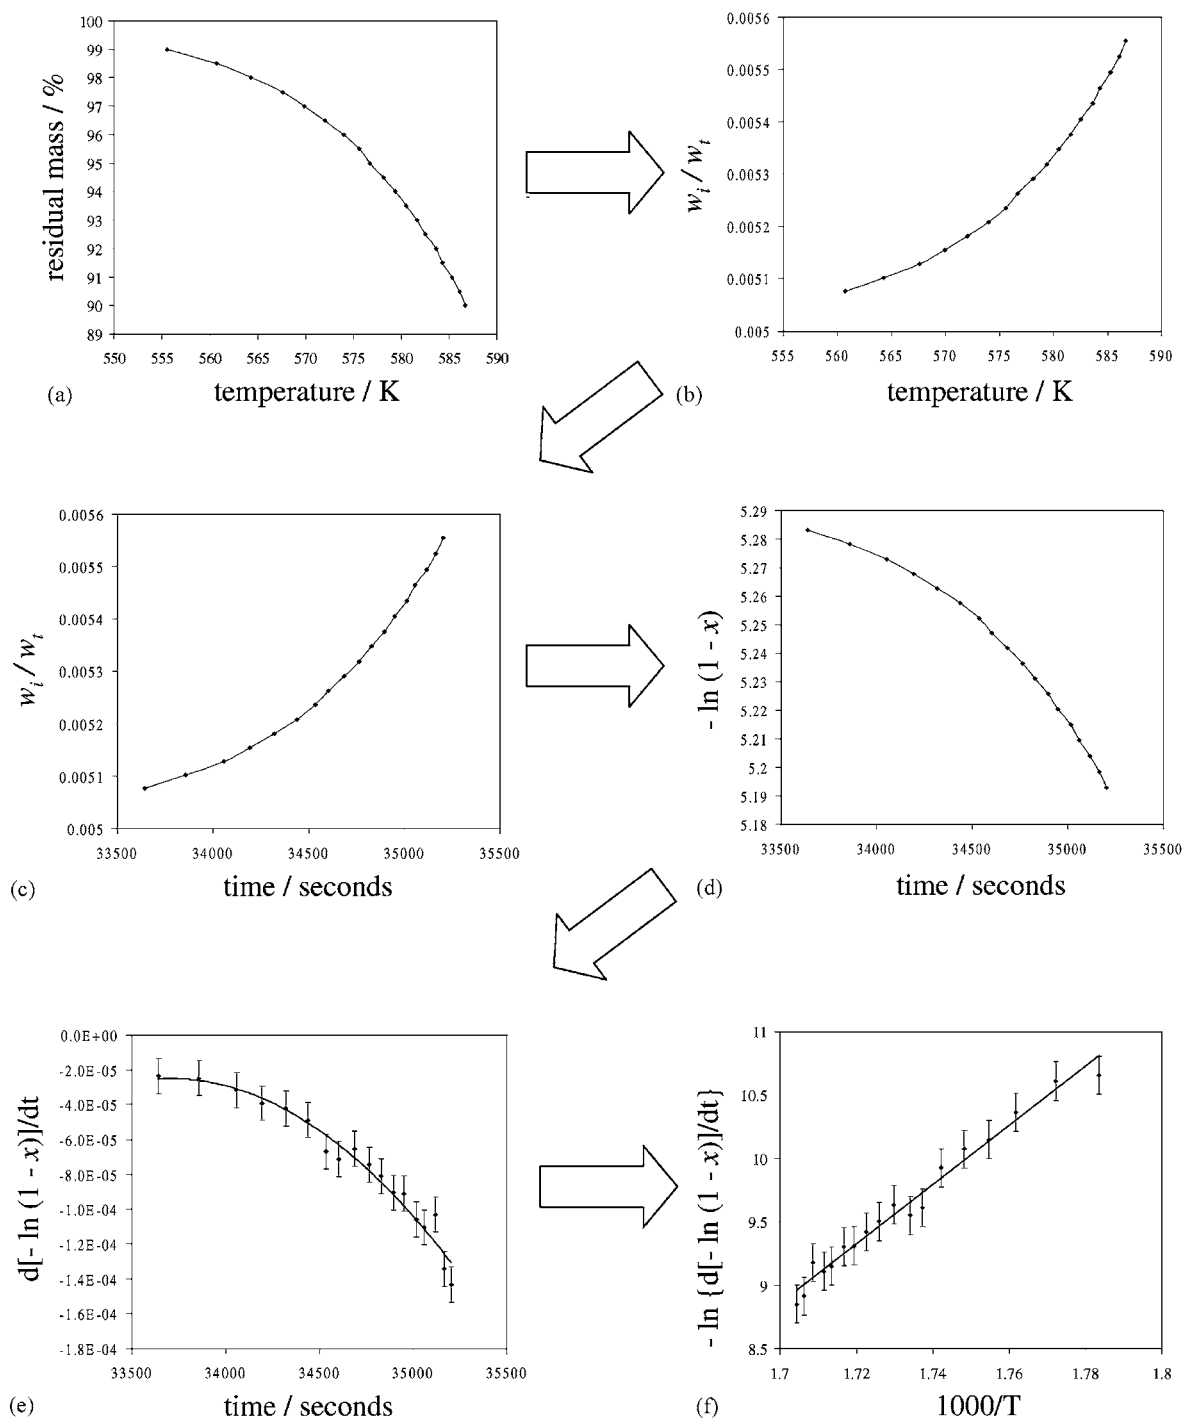 100
99
98
97
96
95
94
93
92
91
90
89
550 555 560 565 570 575 580 585 590
residual mass / %
temperature / K
(a)
0.0056
0.0055
0.0054
0.0053
0.0052
0.0051
0.005
555 560 565 570 575 580 585 590
w_i / w_t
temperature / K
(b)
0.0056
0.0055
0.0054
0.0053
0.0052
0.0051
0.005
33500 34000 34500 35000 35500
w_i / w_t
time / seconds
(c)
5.29
5.28
5.27
5.26
5.25
5.24
5.23
5.22
5.21
5.2
5.19
5.18
33500 34000 34500 35000 35500
- ln (1 - x)
time / seconds
(d)
0.0E+00
-2.0E-05
-4.0E-05
-6.0E-05
-8.0E-05
-1.0E-04
-1.2E-04
-1.4E-04
-1.6E-04
-1.8E-04
33500 34000 34500 35000 35500
d[- ln (1 - x)]/dt
time / seconds
(e)
11
10.5
10
9.5
9
8.5
1.7 1.72 1.74 1.76 1.78 1.8
- ln {d[- ln (1 - x)]/dt}
1000/T
(f)